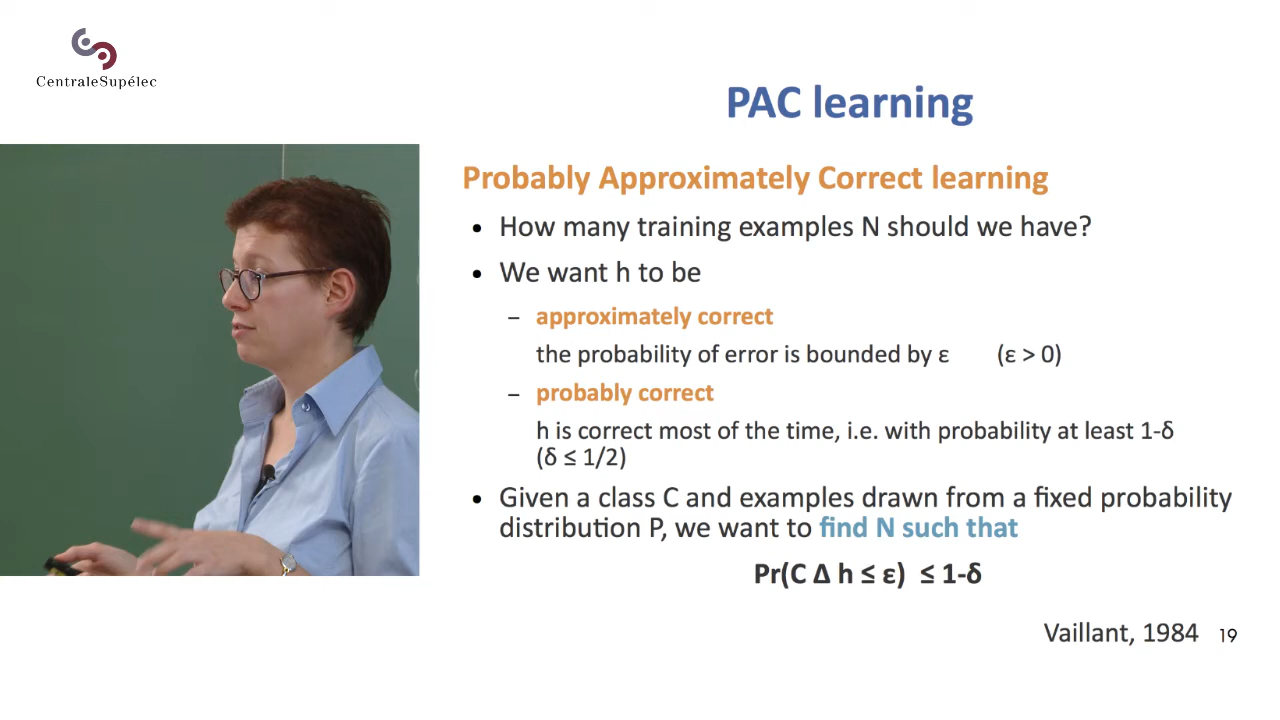 CentraleSupélec
PAC learning
Probably Approximately Correct learning
• How many training examples N should we have?
• We want h to be
– approximately correct
the probability of error is bounded by ε (ε > 0)
– probably correct
h is correct most of the time, i.e. with probability at least 1-δ
(δ ≤ 1/2)
• Given a class C and examples drawn from a fixed probability
distribution P, we want to find N such that
Pr(C Δ h ≤ ε) ≤ 1-δ
Vaillant, 1984 19